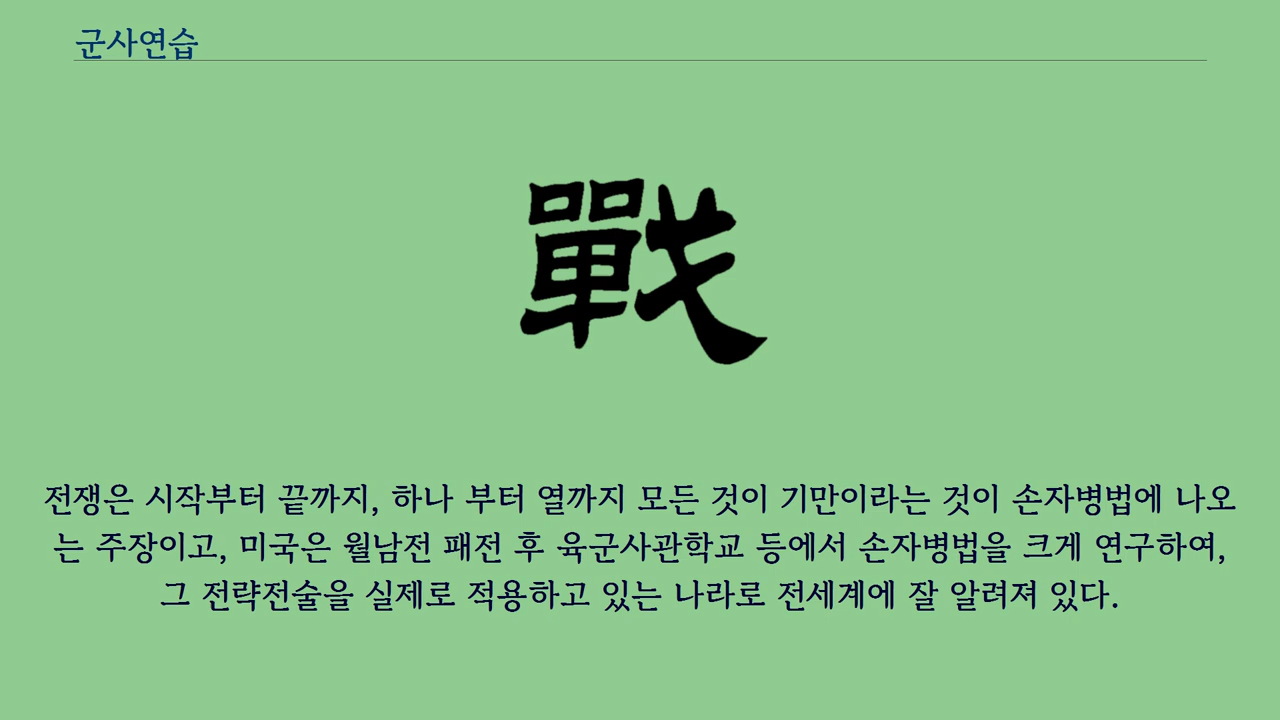 군사연습
戰
전쟁은 시작부터 끝까지, 하나 부터 열까지 모든 것이 기만이라는 것이 손자병법에 나오
는 주장이고, 미국은 월남전 패전 후 육군사관학교 등에서 손자병법을 크게 연구하여,
그 전략전술을 실제로 적용하고 있는 나라로 전세계에 잘 알려져 있다.